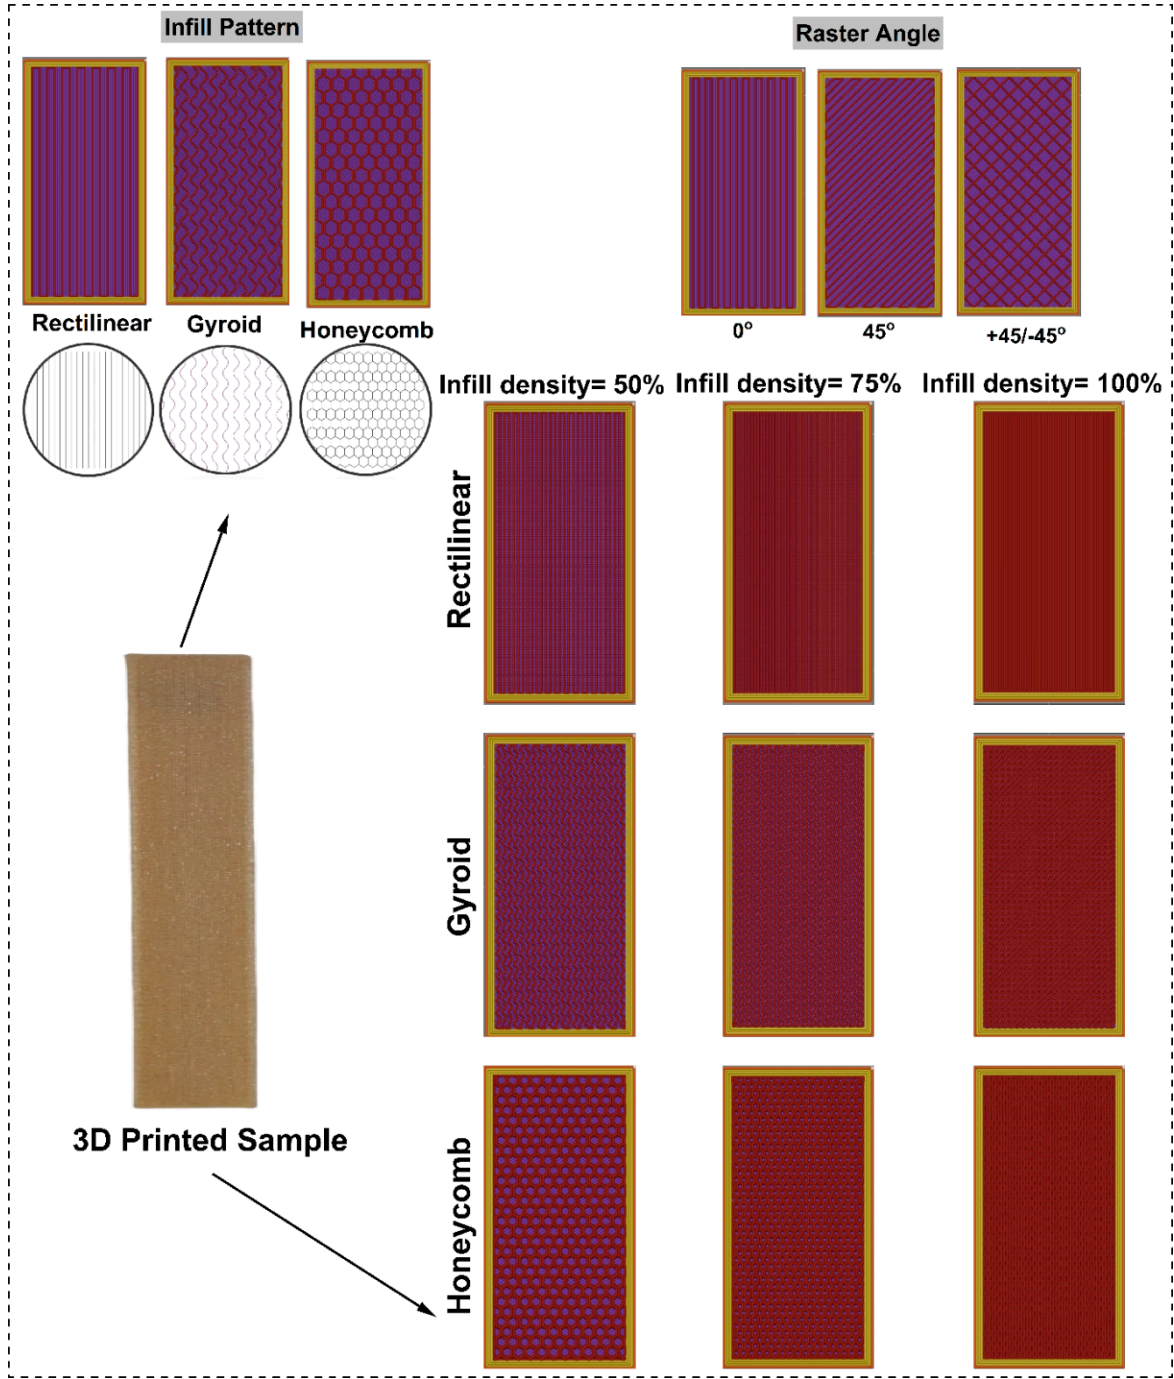 Infill Pattern
Raster Angle
Rectilinear
Gyroid
Honeycomb
0°
45°
+45/-45°
Infill density= 50%
Infill density= 75%
Infill density= 100%
Rectilinear
Gyroid
Honeycomb
3D Printed Sample